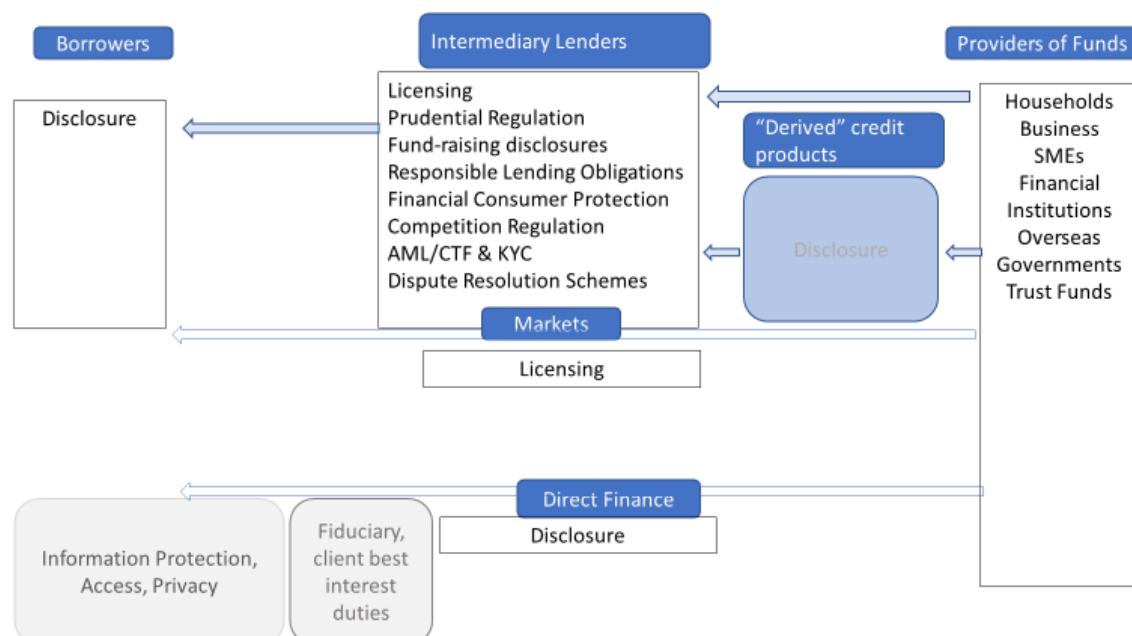 Borrowers
Intermediary Lenders
Providers of Funds
Disclosure
Licensing
Prudential Regulation
Fund-raising disclosures
Responsible Lending Obligations
Financial Consumer Protection
Competition Regulation
AML/CTF & KYC
Dispute Resolution Schemes
“Derived” credit
products
Disclosure
Households
Business
SMEs
Financial
Institutions
Overseas
Governments
Trust Funds
Markets
Licensing
Direct Finance
Disclosure
Information Protection,
Access, Privacy
Fiduciary,
client best
interest
duties